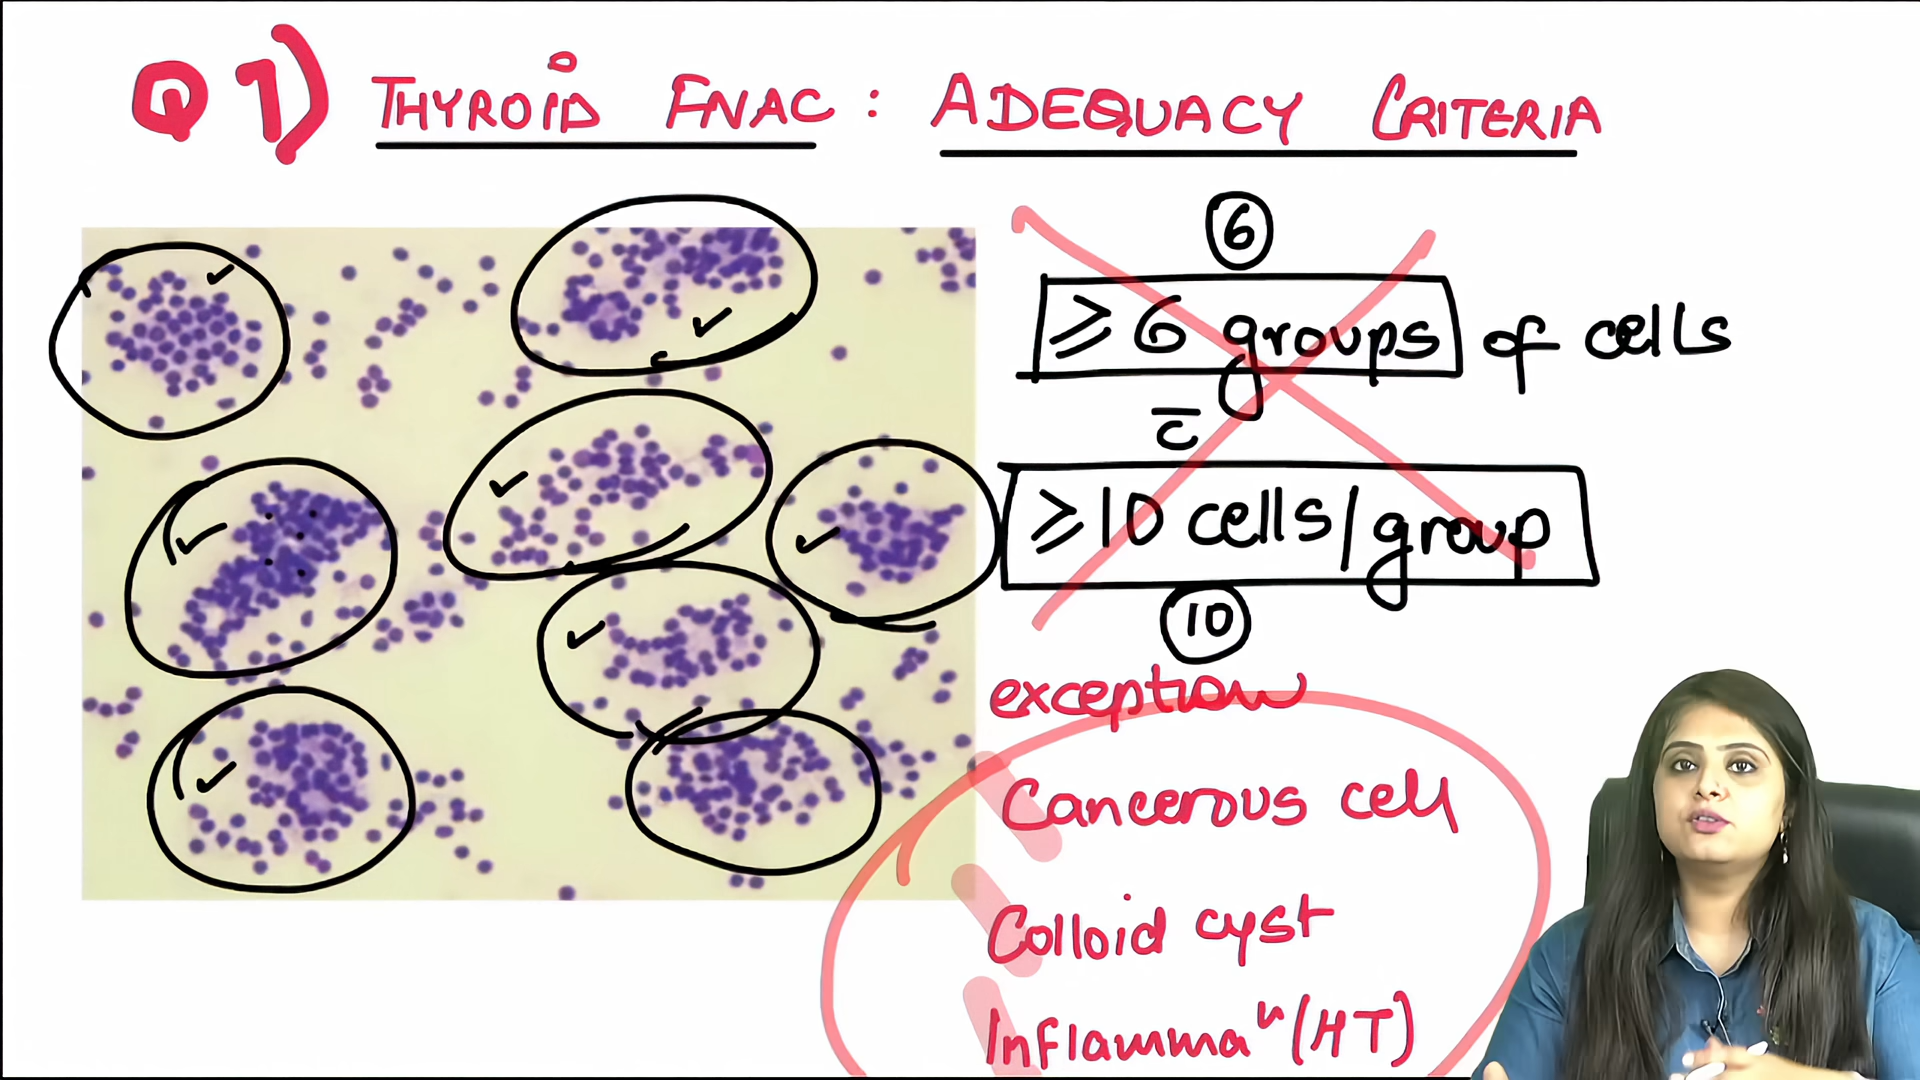 Q 1) THYROID FNAC: ADEQUACY CRITERIA
6
≥ 6 groups of cells
c̅
≥ 10 cells/group
10
exception
Cancerous cell
Colloid cyst
Inflammaⁿ (HT)